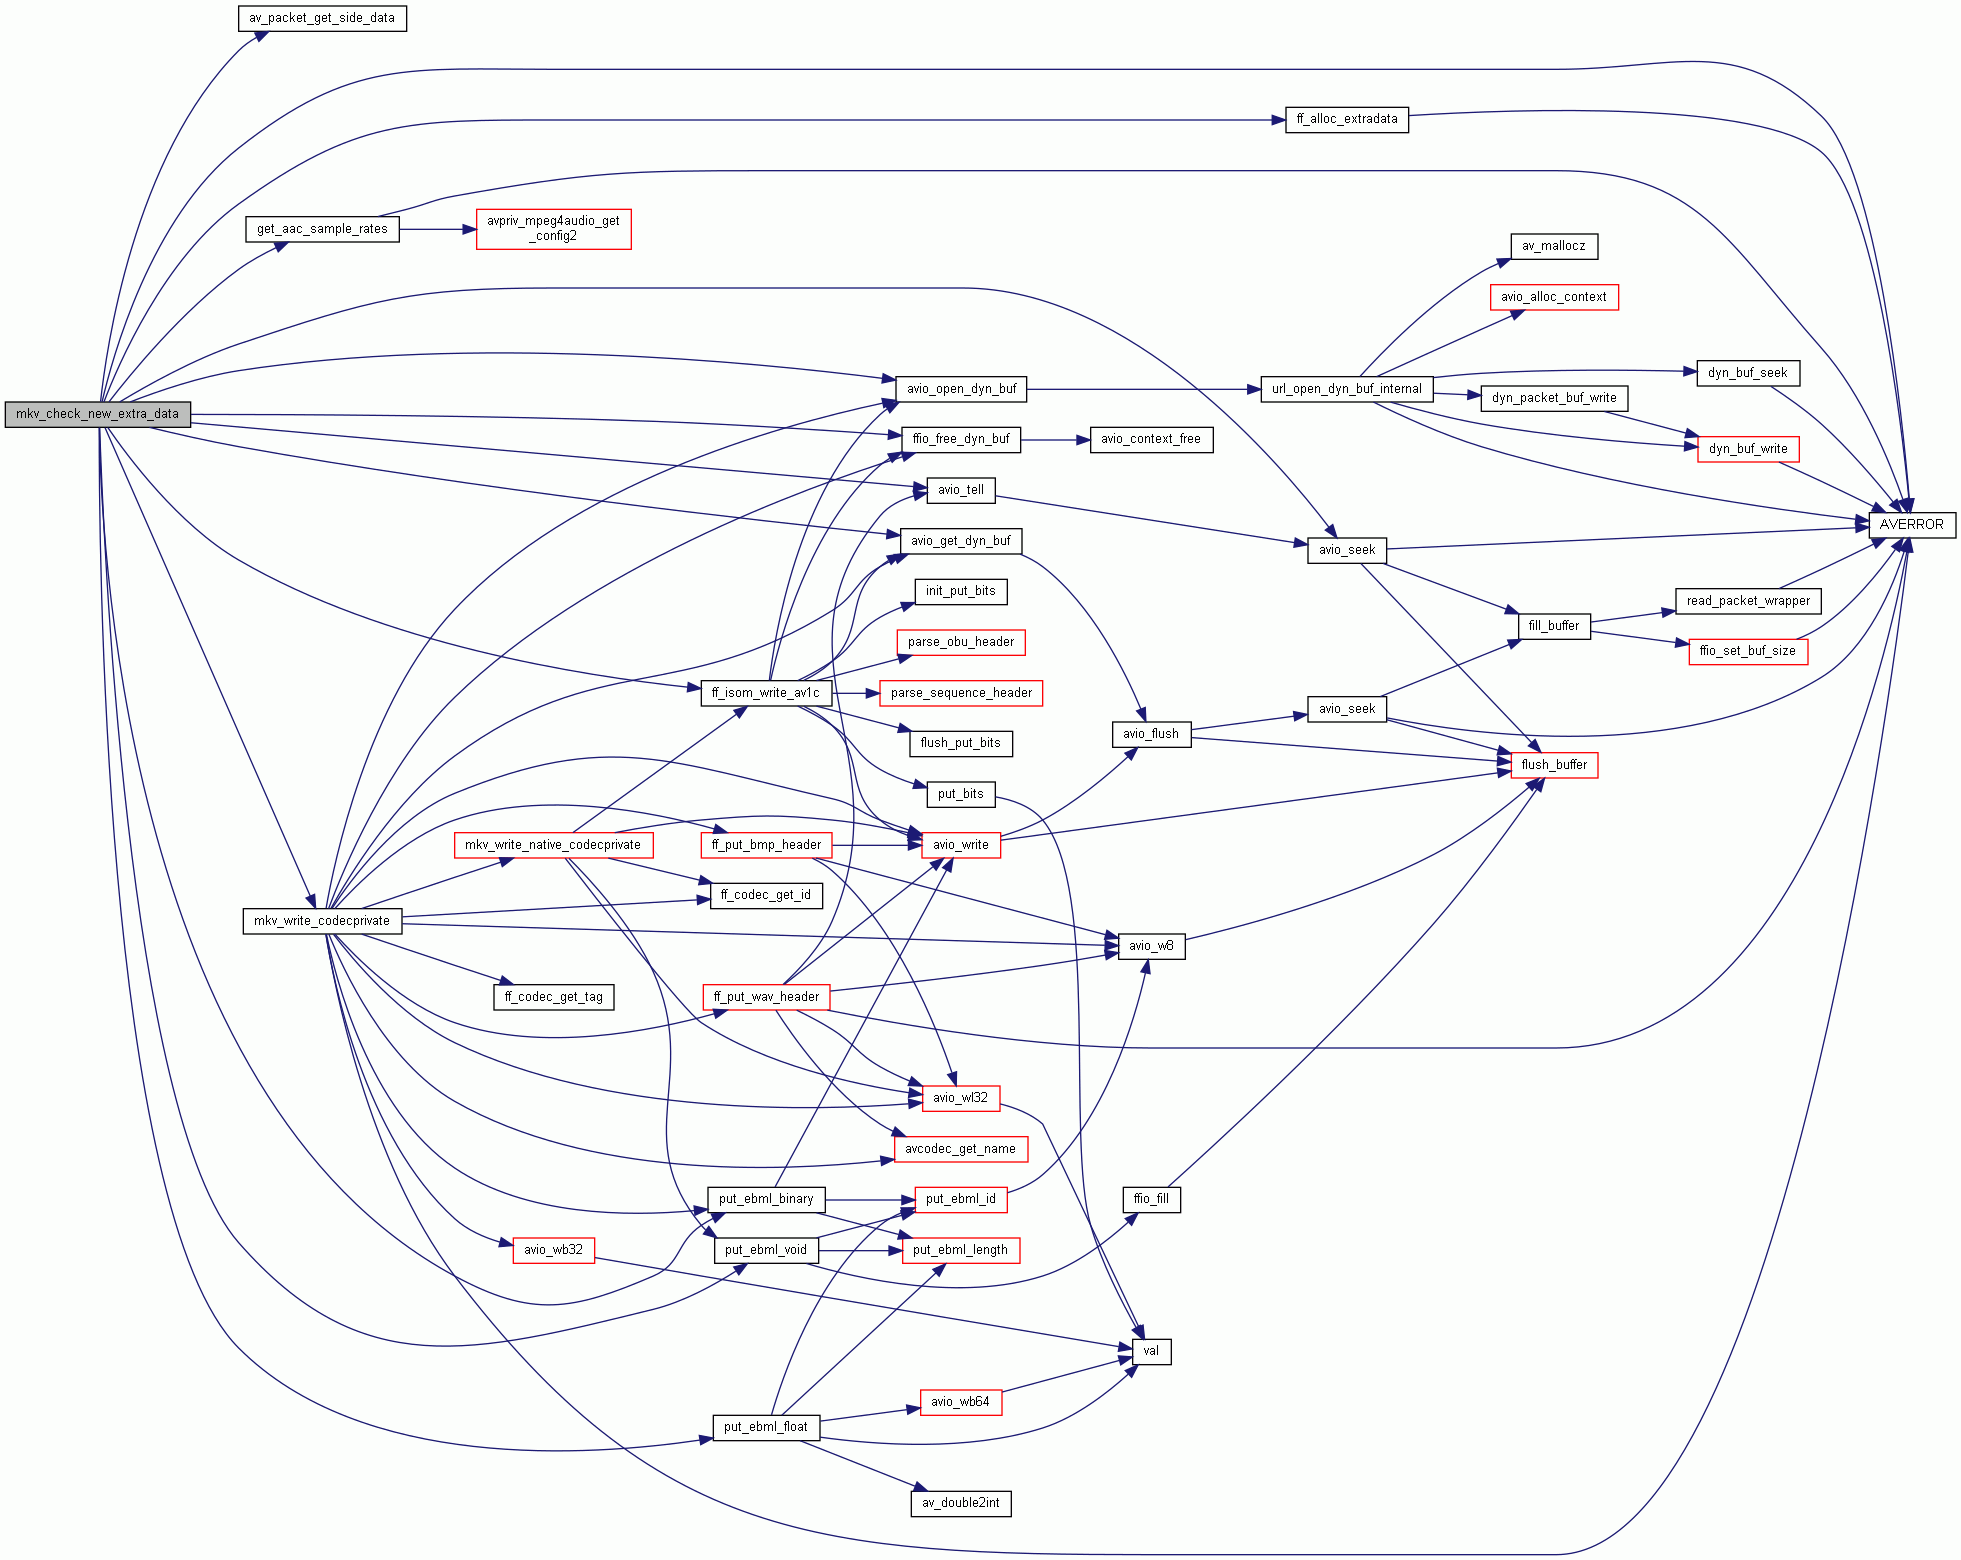 av_packet_get_side_data
ff_alloc_extradata
get_aac_sample_rates
avpriv_mpeg4audio_get
_config2
av_mallocz
avio_alloc_context
dyn_buf_seek
avio_open_dyn_buf
url_open_dyn_buf_internal
dyn_packet_buf_write
mkv_check_new_extra_data
ffio_free_dyn_buf
avio_context_free
dyn_buf_write
avio_tell
AVERROR
avio_get_dyn_buf
avio_seek
init_put_bits
read_packet_wrapper
fill_buffer
parse_obu_header
ffio_set_buf_size
ff_isom_write_av1c
parse_sequence_header
avio_seek
avio_flush
flush_put_bits
flush_buffer
put_bits
mkv_write_native_codecprivate
ff_put_bmp_header
avio_write
ff_codec_get_id
mkv_write_codecprivate
avio_w8
ff_codec_get_tag
ff_put_wav_header
avio_wl32
avcodec_get_name
put_ebml_binary
put_ebml_id
ffio_fill
avio_wb32
put_ebml_void
put_ebml_length
val
avio_wb64
put_ebml_float
av_double2int